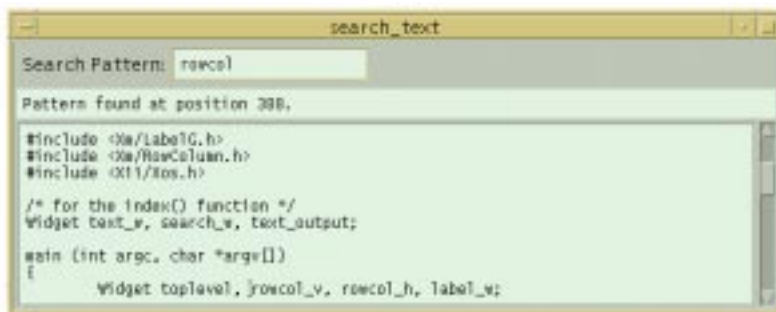 search_text
Search Pattern: rowcol
Pattern found at position 388.
#include <Xm/LabelG.h>
#include <Xm/RowColumn.h>
#include <X11/Xos.h>
/* for the index() function */
Widget text_w, search_w, text_output;
main (int argc, char *argv[])
{
Widget toplevel, rowcol_v, rowcol_h, label_w;